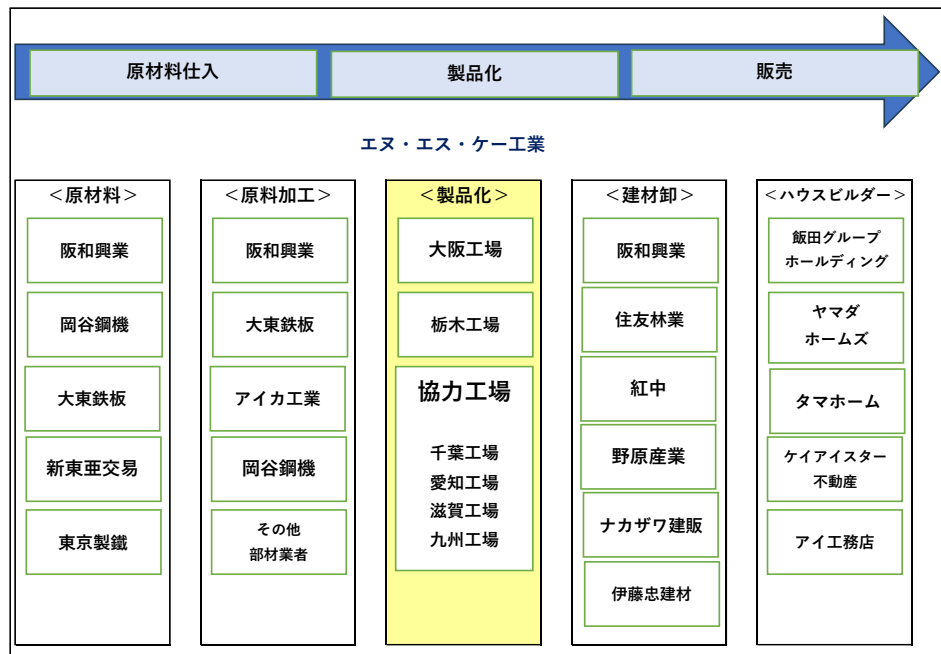 原材料仕入
製品化
販売
エヌ・エス・ケー工業
＜原材料＞
阪和興業
岡谷鋼機
大東鉄板
新東亜交易
東京製鐵
＜原料加工＞
阪和興業
大東鉄板
アイカ工業
岡谷鋼機
その他
部材業者
＜製品化＞
大阪工場
栃木工場
協力工場
千葉工場
愛知工場
滋賀工場
九州工場
＜建材卸＞
阪和興業
住友林業
紅中
野原産業
ナカザワ建販
伊藤忠建材
＜ハウスビルダー＞
飯田グループ
ホールディング
ヤマダ
ホームズ
タマホーム
ケイアイスター
不動産
アイ工務店